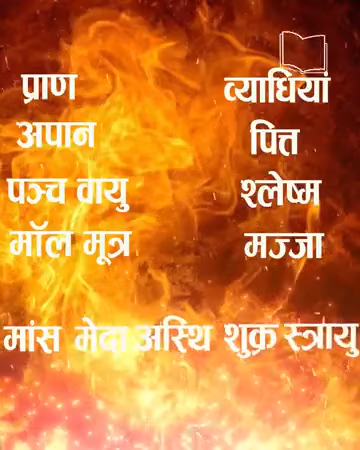 प्राण व्याधियां
अपान पित्त
पञ्च वायु श्लेष्म
मॉल मूत्र मज्जा
मांस मेदा अस्थि शुक्र स्त्रायु